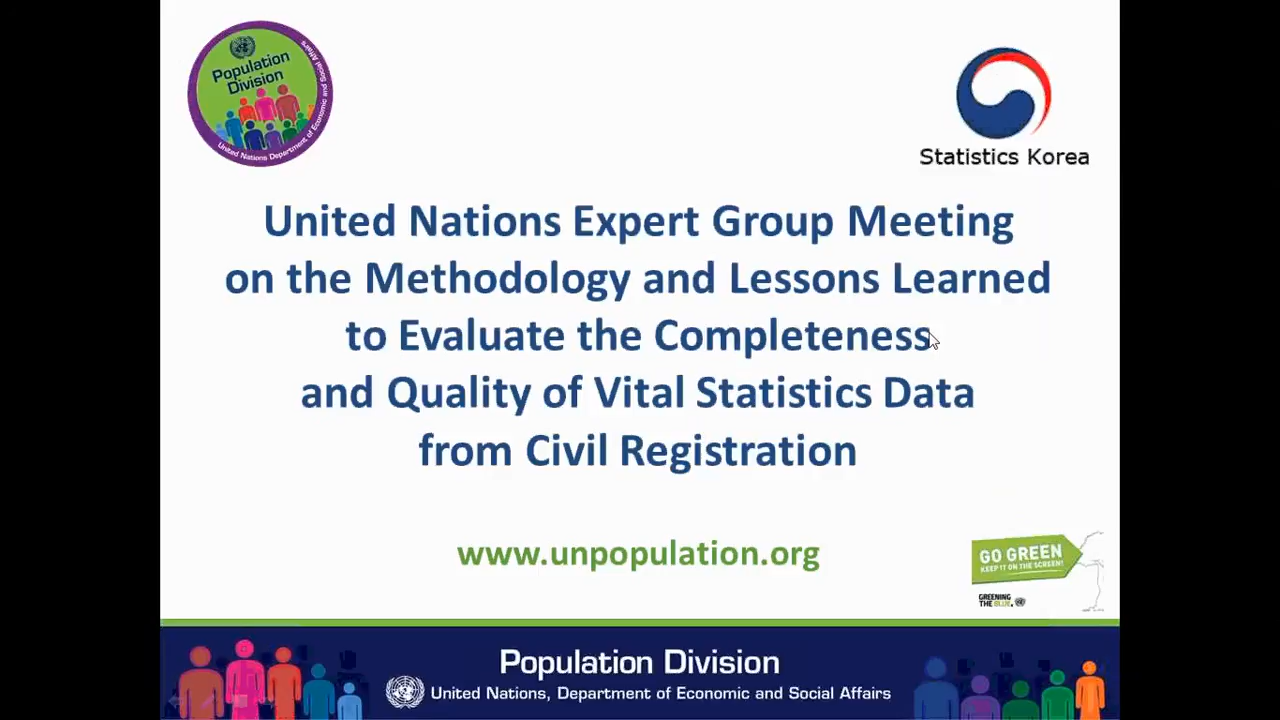 Population
Division
United Nations Department of Economic and Social Affairs
Statistics Korea
United Nations Expert Group Meeting
on the Methodology and Lessons Learned
to Evaluate the Completeness
and Quality of Vital Statistics Data
from Civil Registration
www.unpopulation.org
GO GREEN
KEEP IT ON THE SCREEN!
GREENING
THE BLUE.
Population Division
United Nations, Department of Economic and Social Affairs